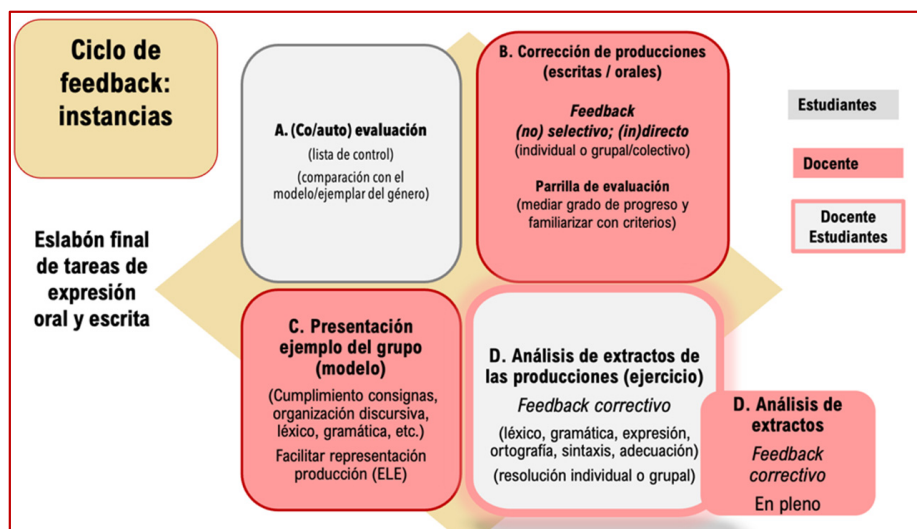 Ciclo de
feedback:
instancias
A. (Co/auto) evaluación
(lista de control)
(comparación con el
modelo/ejemplar del género)
B. Corrección de producciones
(escritas / orales)
Feedback
(no) selectivo; (in)directo
(individual o grupal/colectivo)
Parrilla de evaluación
(mediar grado de progreso y
familiarizar con criterios)
Estudiantes
Docente
Docente
Estudiantes
Eslabón final
de tareas de
expresión
oral y escrita
C. Presentación
ejemplo del grupo
(modelo)
(Cumplimiento consignas,
organización discursiva,
léxico, gramática, etc.)
Facilitar representación
producción (ELE)
D. Análisis de extractos de
las producciones (ejercicio)
Feedback correctivo
(léxico, gramática, expresión,
ortografía, sintaxis, adecuación)
(resolución individual o grupal)
D. Análisis de
extractos
Feedback
correctivo
En pleno